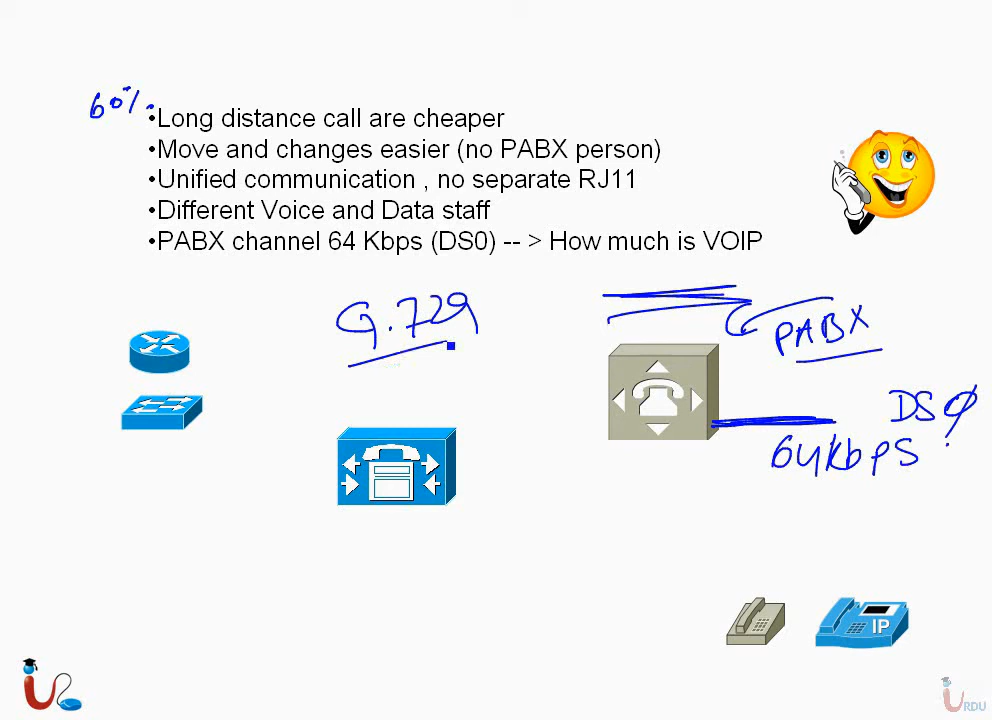 60%
•Long distance call are cheaper
•Move and changes easier (no PABX person)
•Unified communication , no separate RJ11
•Different Voice and Data staff
•PABX channel 64 Kbps (DS0) -- > How much is VOIP
G.729
PABX
DS0
64KbPS
IP
URDU